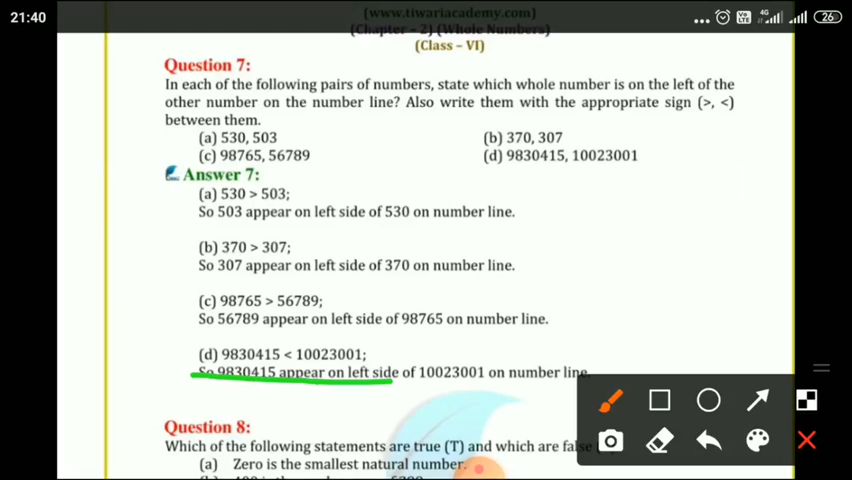 21:40
26
4G
(www.tiwariacademy.com)
(Chapter – 2) (Whole Numbers)
(Class – VI)
Question 7:
In each of the following pairs of numbers, state which whole number is on the left of the
other number on the number line? Also write them with the appropriate sign (>, <)
between them.
(a) 530, 503
(b) 370, 307
(c) 98765, 56789
(d) 9830415, 10023001
Answer 7:
(a) 530 > 503;
So 503 appear on left side of 530 on number line.
(b) 370 > 307;
So 307 appear on left side of 370 on number line.
(c) 98765 > 56789;
So 56789 appear on left side of 98765 on number line.
(d) 9830415 < 10023001;
So 9830415 appear on left side of 10023001 on number line.
Question 8:
Which of the following statements are true (T) and which are false
(a) Zero is the smallest natural number.